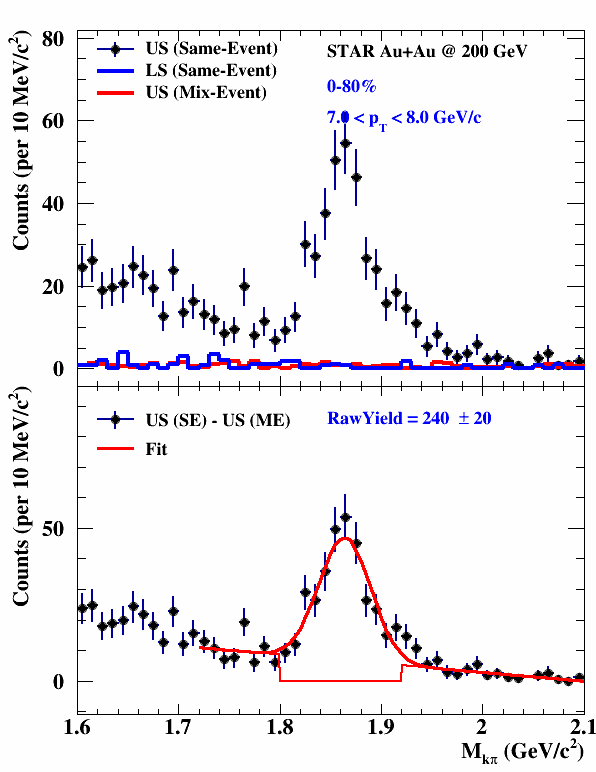 80
60
40
20
0
Counts (per 10 MeV/c²)
US (Same-Event)
LS (Same-Event)
US (Mix-Event)
STAR Au+Au @ 200 GeV
0-80%
7.0 < p_T < 8.0 GeV/c
50
0
Counts (per 10 MeV/c²)
US (SE) - US (ME)
Fit
RawYield = 240 ± 20
1.6 1.7 1.8 1.9 2 2.1
M_kπ (GeV/c²)